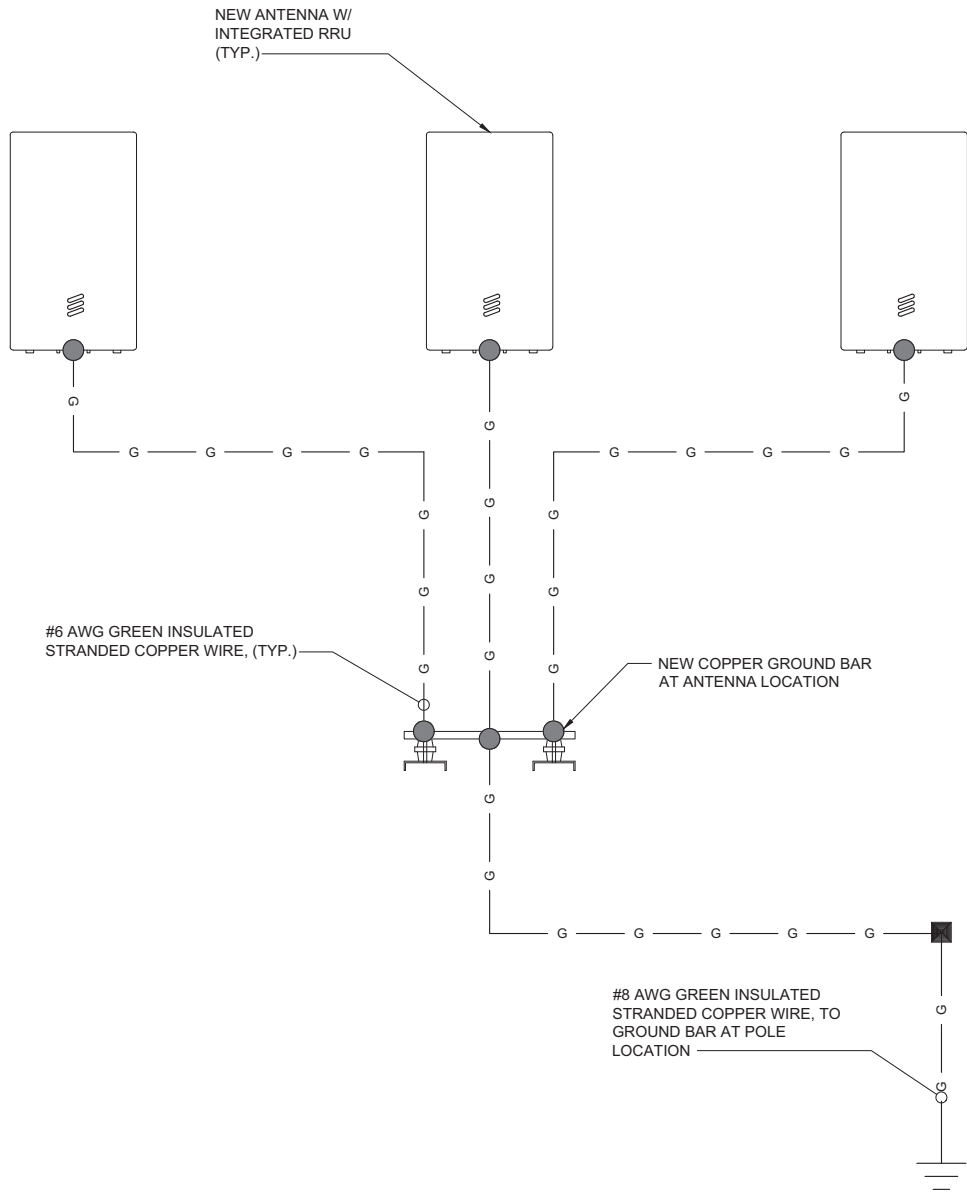 NEW ANTENNA W/
INTEGRATED RRU
(TYP.)
G
G
G G G G
G G G G
G
G
G
G
G
G
G
G
G
G
#6 AWG GREEN INSULATED
STRANDED COPPER WIRE, (TYP.)
NEW COPPER GROUND BAR
AT ANTENNA LOCATION
G
G
G G G G G
#8 AWG GREEN INSULATED
STRANDED COPPER WIRE, TO
GROUND BAR AT POLE
LOCATION
G
G